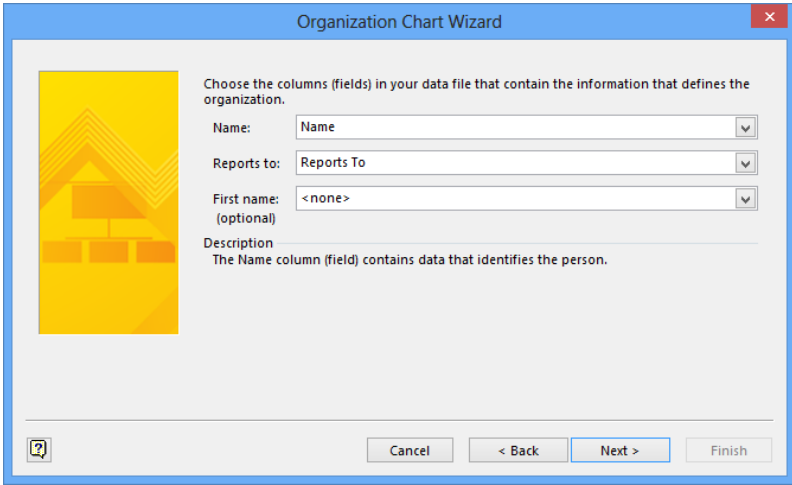 Organization Chart Wizard
Choose the columns (fields) in your data file that contain the information that defines the
organization.
Name: Name
Reports to: Reports To
First name: <none>
(optional)
Description
The Name column (field) contains data that identifies the person.
Cancel < Back Next > Finish